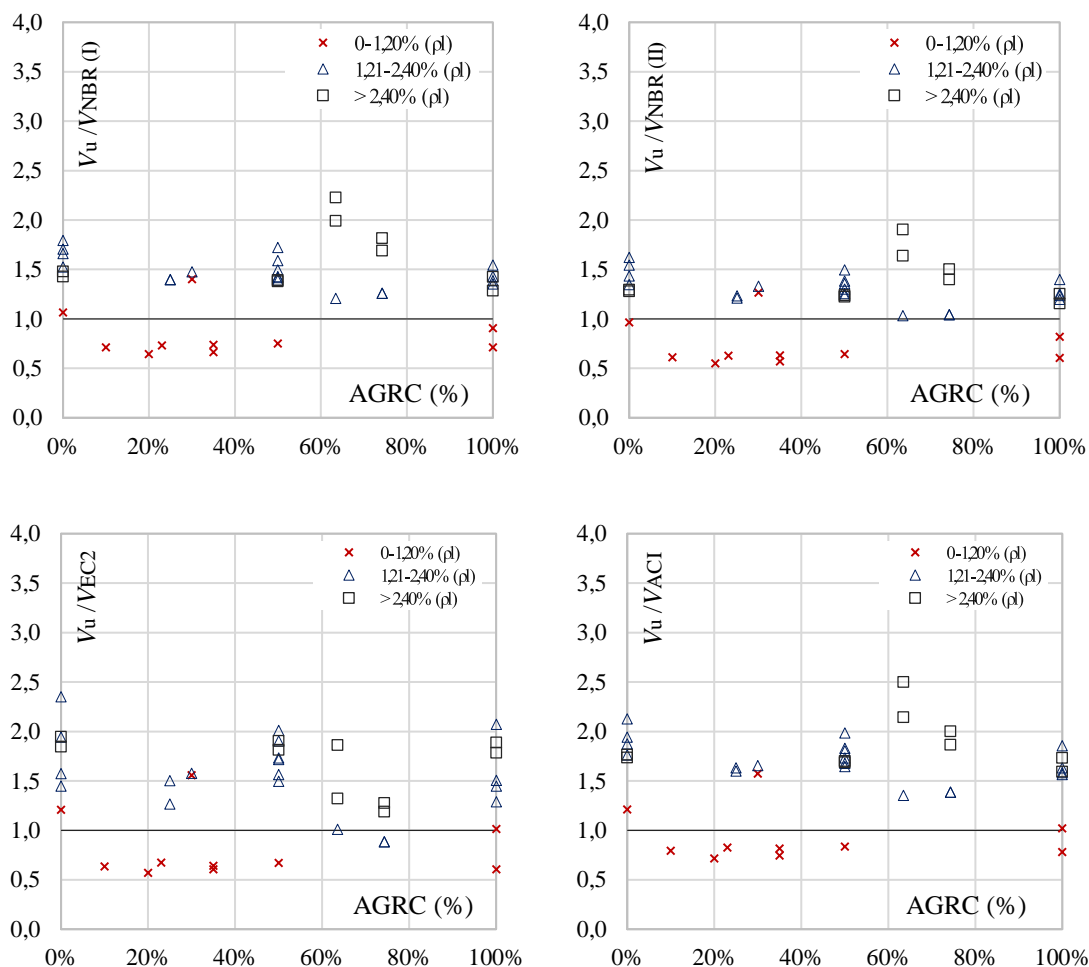 4,0
3,5
3,0
2,5
2,0
1,5
1,0
0,5
0,0
Vu /VNBR (I)
0-1,20% (ρl)
1,21-2,40% (ρl)
> 2,40% (ρl)
AGRC (%)
0% 20% 40% 60% 80% 100%
4,0
3,5
3,0
2,5
2,0
1,5
1,0
0,5
0,0
Vu /VNBR (II)
0-1,20% (ρl)
1,21-2,40% (ρl)
> 2,40% (ρl)
AGRC (%)
0% 20% 40% 60% 80% 100%
4,0
3,5
3,0
2,5
2,0
1,5
1,0
0,5
0,0
Vu /VEC2
0-1,20% (ρl)
1,21-2,40% (ρl)
> 2,40% (ρl)
AGRC (%)
0% 20% 40% 60% 80% 100%
4,0
3,5
3,0
2,5
2,0
1,5
1,0
0,5
0,0
Vu /VACI
0-1,20% (ρl)
1,21-2,40% (ρl)
> 2,40% (ρl)
AGRC (%)
0% 20% 40% 60% 80% 100%